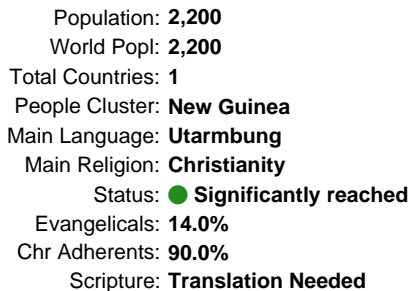 Population: 2,200
World Popl: 2,200
Total Countries: 1
People Cluster: New Guinea
Main Language: Utarmbung
Main Religion: Christianity
Status: Significantly reached
Evangelicals: 14.0%
Chr Adherents: 90.0%
Scripture: Translation Needed